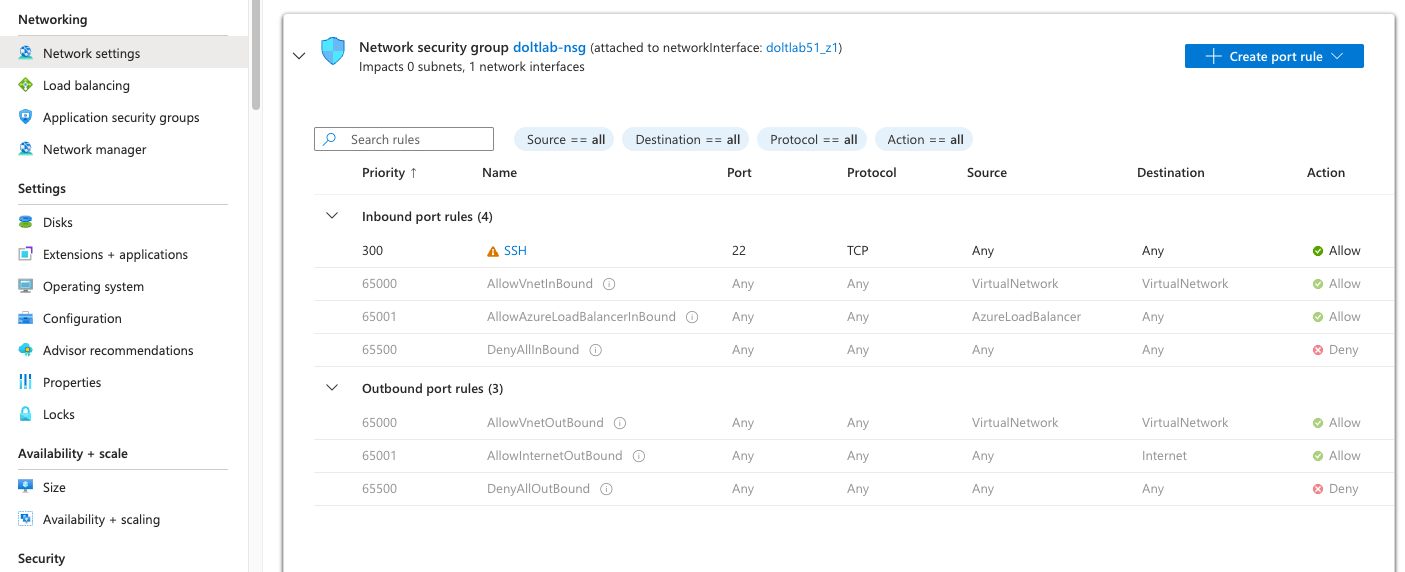 Networking
Network settings
Load balancing
Application security groups
Network manager
Settings
Disks
Extensions + applications
Operating system
Configuration
Advisor recommendations
Properties
Locks
Availability + scale
Size
Availability + scaling
Security
Network security group doltlab-nsg (attached to networkInterface: doltlab51_z1)
Impacts 0 subnets, 1 network interfaces
Create port rule
Search rules
Source == all
Destination == all
Protocol == all
Action == all
Priority ↑ Name Port Protocol Source Destination Action
Inbound port rules (4)
300 SSH 22 TCP Any Any Allow
65000 AllowVnetInBound Any Any VirtualNetwork VirtualNetwork Allow
65001 AllowAzureLoadBalancerInBound Any Any AzureLoadBalancer Any Allow
65500 DenyAllInBound Any Any Any Any Deny
Outbound port rules (3)
65000 AllowVnetOutBound Any Any VirtualNetwork VirtualNetwork Allow
65001 AllowInternetOutBound Any Any Any Internet Allow
65500 DenyAllOutBound Any Any Any Any Deny